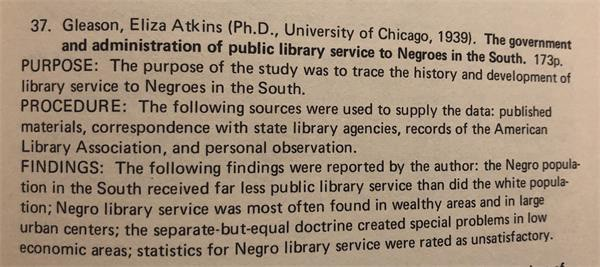 37. Gleason, Eliza Atkins (Ph.D., University of Chicago, 1939). The government
and administration of public library service to Negroes in the South. 173p.
PURPOSE: The purpose of the study was to trace the history and development of
library service to Negroes in the South.
PROCEDURE: The following sources were used to supply the data: published
materials, correspondence with state library agencies, records of the American
Library Association, and personal observation.
FINDINGS: The following findings were reported by the author: the Negro popula-
tion in the South received far less public library service than did the white popula-
tion; Negro library service was most often found in wealthy areas and in large
urban centers; the separate-but-equal doctrine created special problems in low
economic areas; statistics for Negro library service were rated as unsatisfactory.